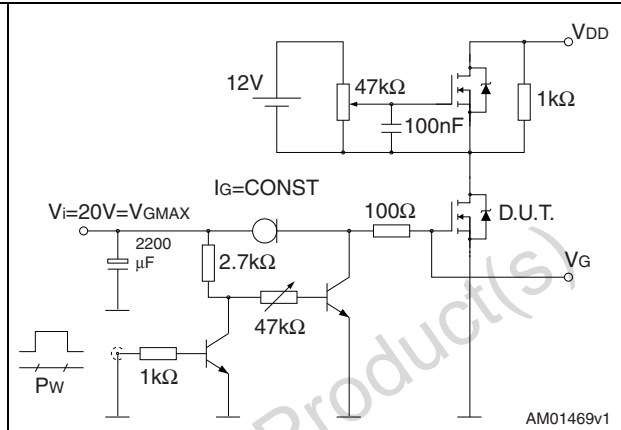 VDD
12V
47kΩ
1kΩ
100nF
IG=CONST
Vi=20V=VGMAX
100Ω
D.U.T.
2200
μF
2.7kΩ
VG
47kΩ
1kΩ
PW
Product(s)
AM01469v1